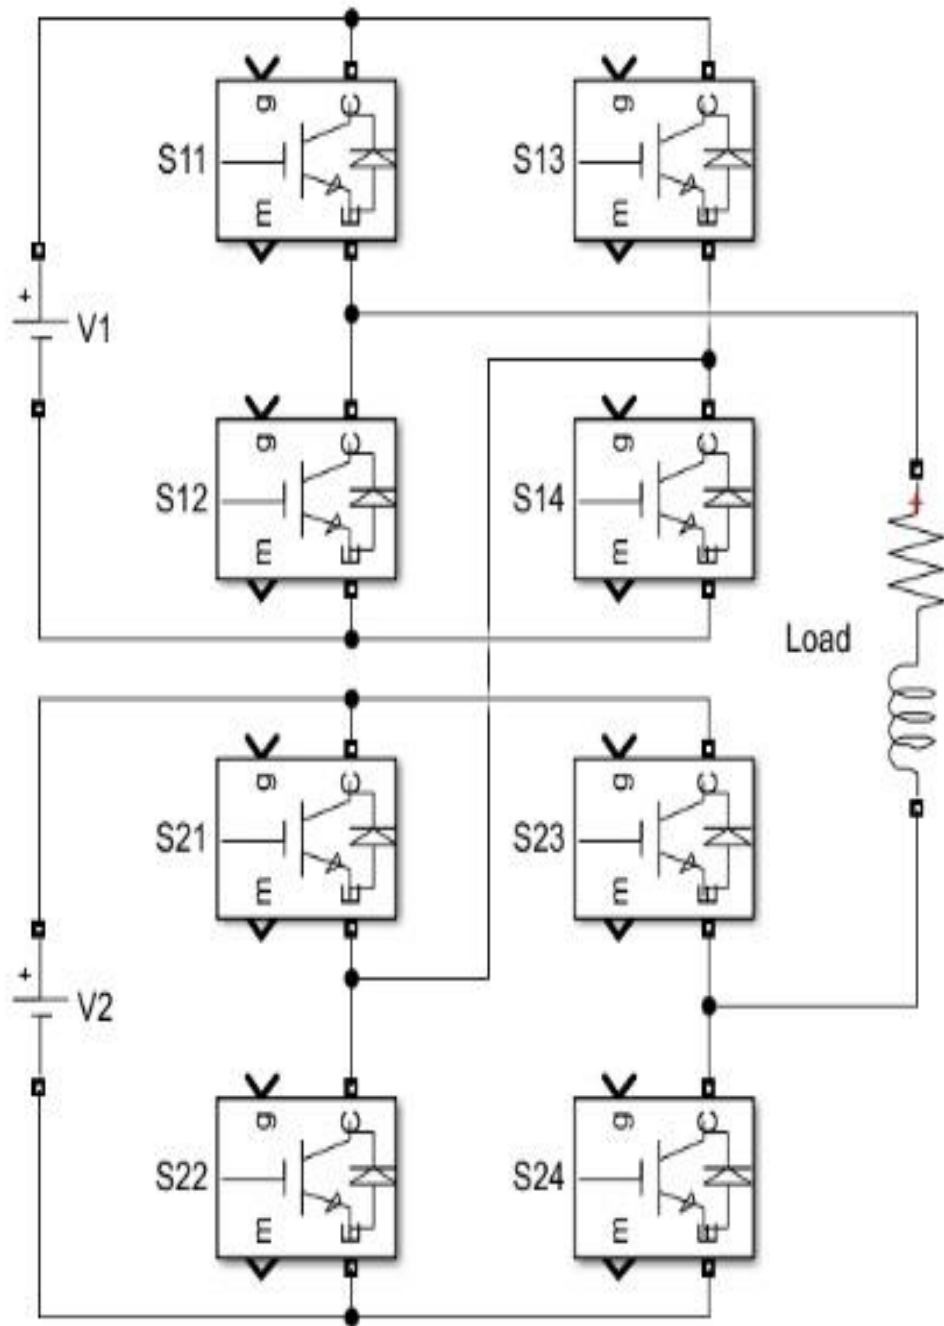 g C g C
S11 S13
m E m E
+
V1
g C g C
S12 S14
m E m E
+
Load
g C g C
S21 S23
m E m E
+
V2
g C g C
S22 S24
m E m E